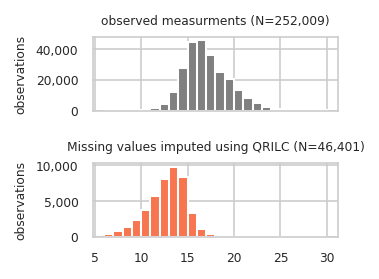 observed measurments (N=252,009)
40,000
20,000
0
observations
Missing values imputed using QRILC (N=46,401)
10,000
5,000
0
observations
5 10 15 20 25 30